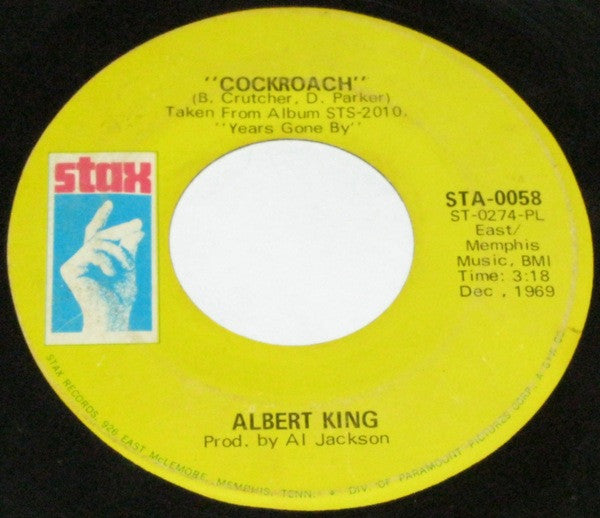 "COCKROACH"
(B. Crutcher, D. Parker)
Taken From Album STS-2010.
"Years Gone By"
stax
STA-0058
ST-0274-PL
East/
Memphis
Music, BMI
Time: 3:18
Dec , 1969
ALBERT KING
Prod. by Al Jackson
STAX RECORDS, 926 EAST McLEMORE, MEMPHIS, TENN. • DIV. OF PARAMOUNT PICTURES CORP. A G&W CO.